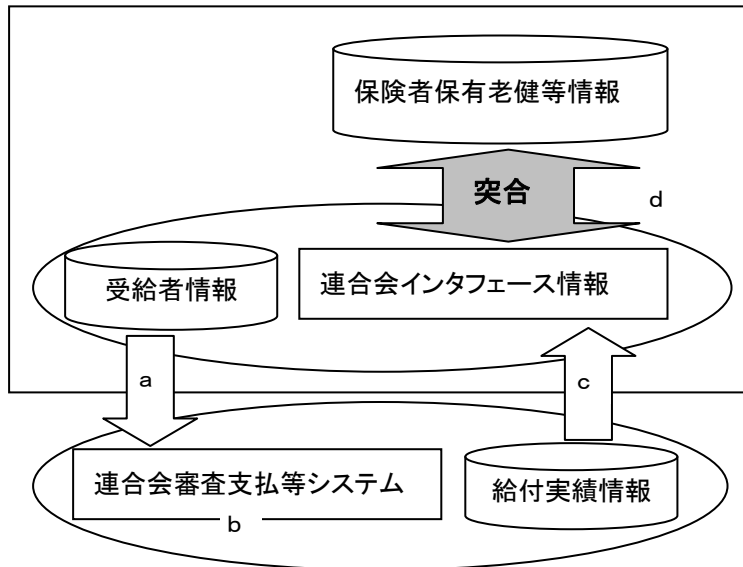 保険者保有老健等情報
突合
d
受給者情報
連合会インタフェース情報
a
c
連合会審査支払等システム
給付実績情報
b